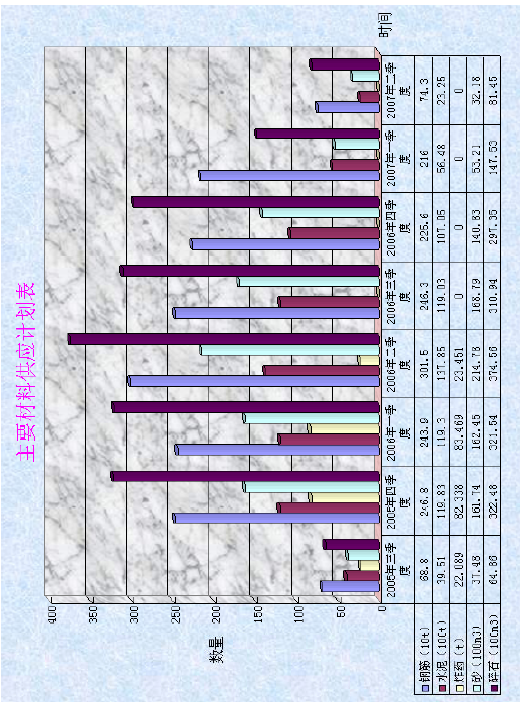 主要材料供应计划表
数量
400
350
300
250
200
150
100
50
0
时间
2005年三季度 2005年四季度 2006年一季度 2006年二季度 2006年三季度 2006年四季度 2007年一季度 2007年二季度
钢筋(10t) 68.8 246.8 243.9 301.5 246.3 225.6 216 74.3
水泥(100t) 39.51 119.83 119.3 137.85 119.03 107.05 56.48 23.25
炸药(t) 22.089 82.338 83.469 23.451 0 0 0 0
砂(100m3) 37.48 161.74 162.45 214.78 168.79 140.83 53.21 32.18
碎石(100m3) 64.86 322.48 321.54 374.56 310.94 297.35 147.53 81.45